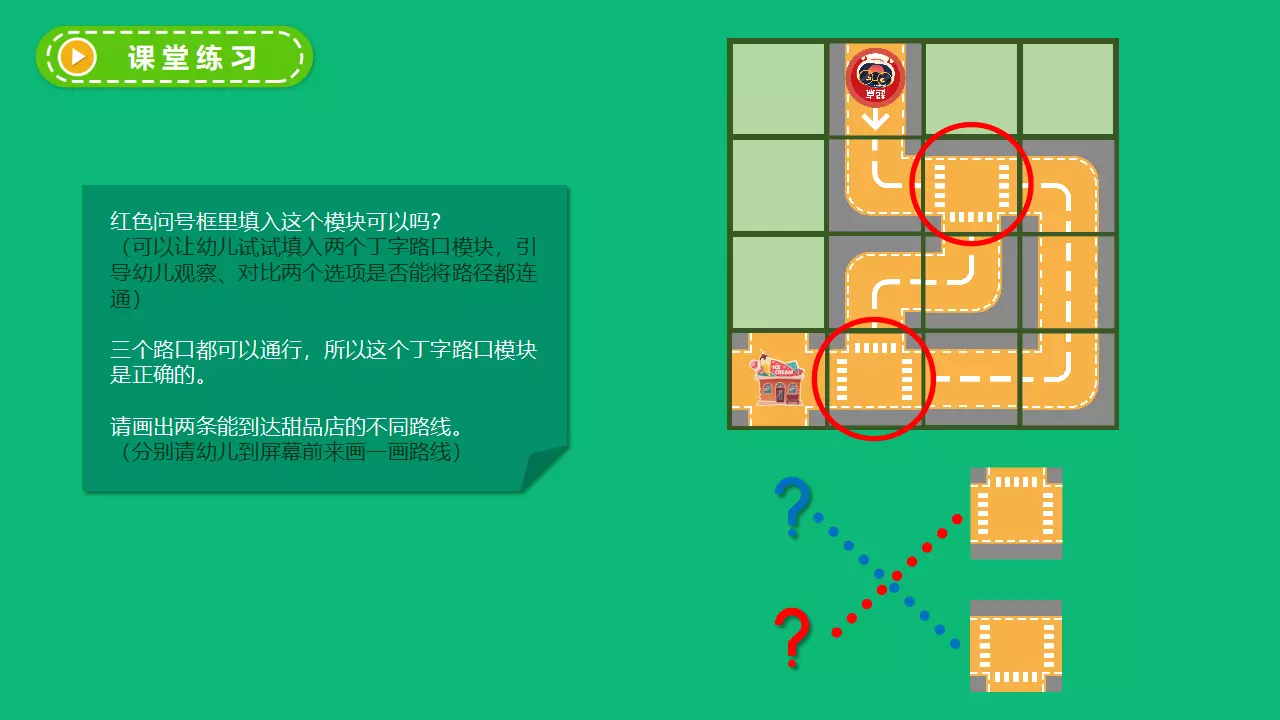 课堂练习
红色问号框里填入这个模块可以吗？
（可以让幼儿试试填入两个丁字路口模块，引
导幼儿观察、对比两个选项是否能将路径都连
通）
三个路口都可以通行，所以这个丁字路口模块
是正确的。
请画出两条能到达甜品店的不同路线。
（分别请幼儿到屏幕前来画一画路线）
起点
ICE
CREAM
?
?